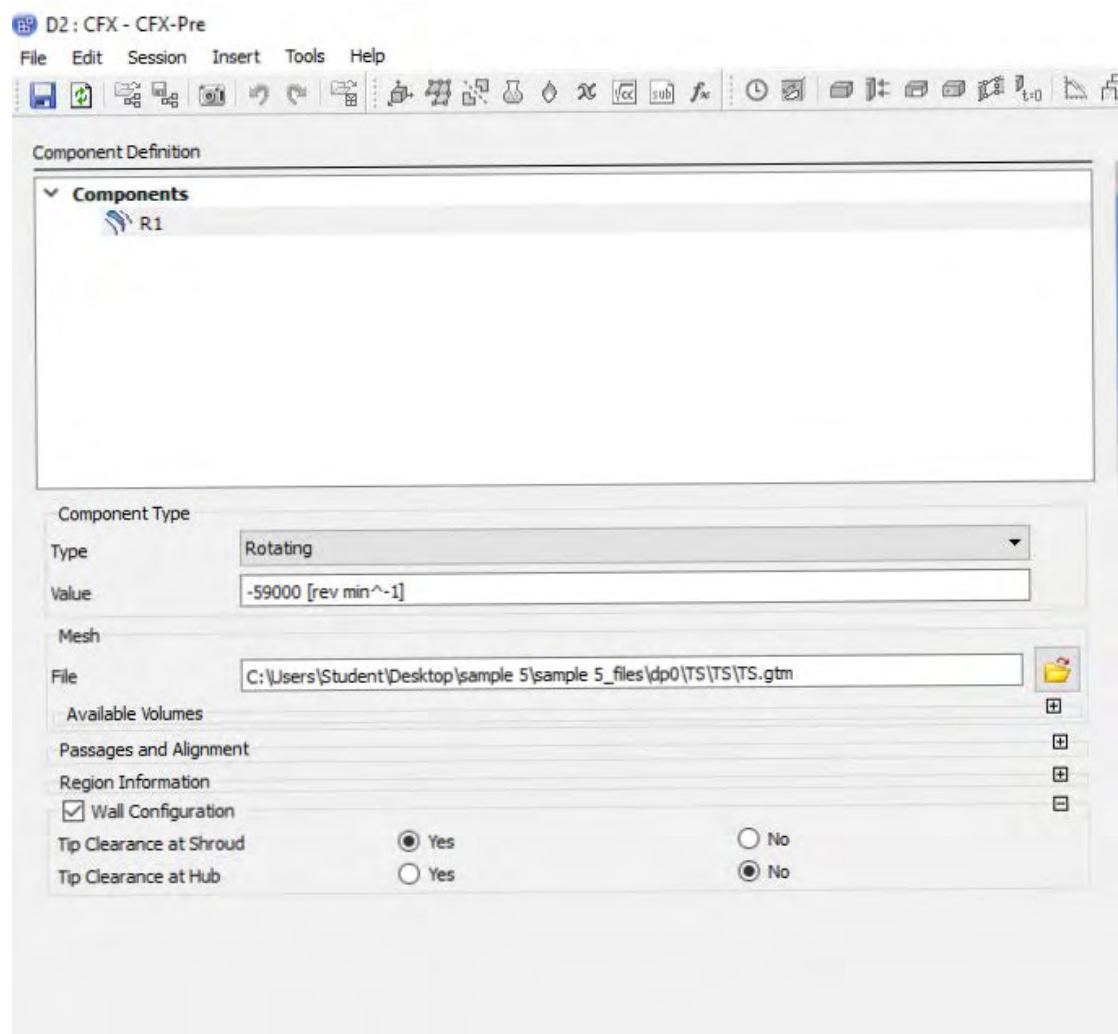 D2 : CFX - CFX-Pre
File Edit Session Insert Tools Help
√α sub fx t=0
Component Definition
Components
R1
Component Type
Type Rotating
Value -59000 [rev min^-1]
Mesh
File C:\Users\Student\Desktop\sample 5\sample 5_files\dp0\TS\TS\TS.gtm
Available Volumes
Passages and Alignment
Region Information
Wall Configuration
Tip Clearance at Shroud Yes No
Tip Clearance at Hub Yes No